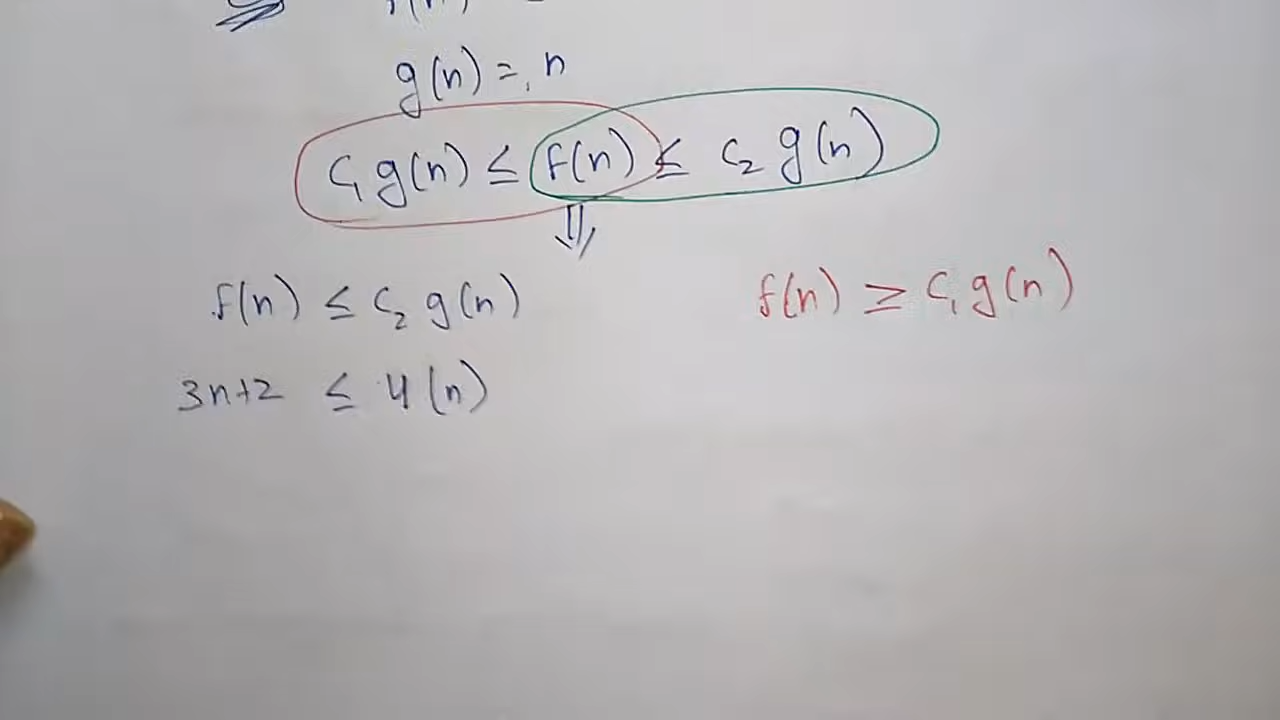 g(n) = n
C₁ g(n) ≤ f(n) ≤ C₂ g(n)
⇓
f(n) ≤ C₂ g(n)
f(n) ≥ C₁ g(n)
3n+2 ≤ 4(n)